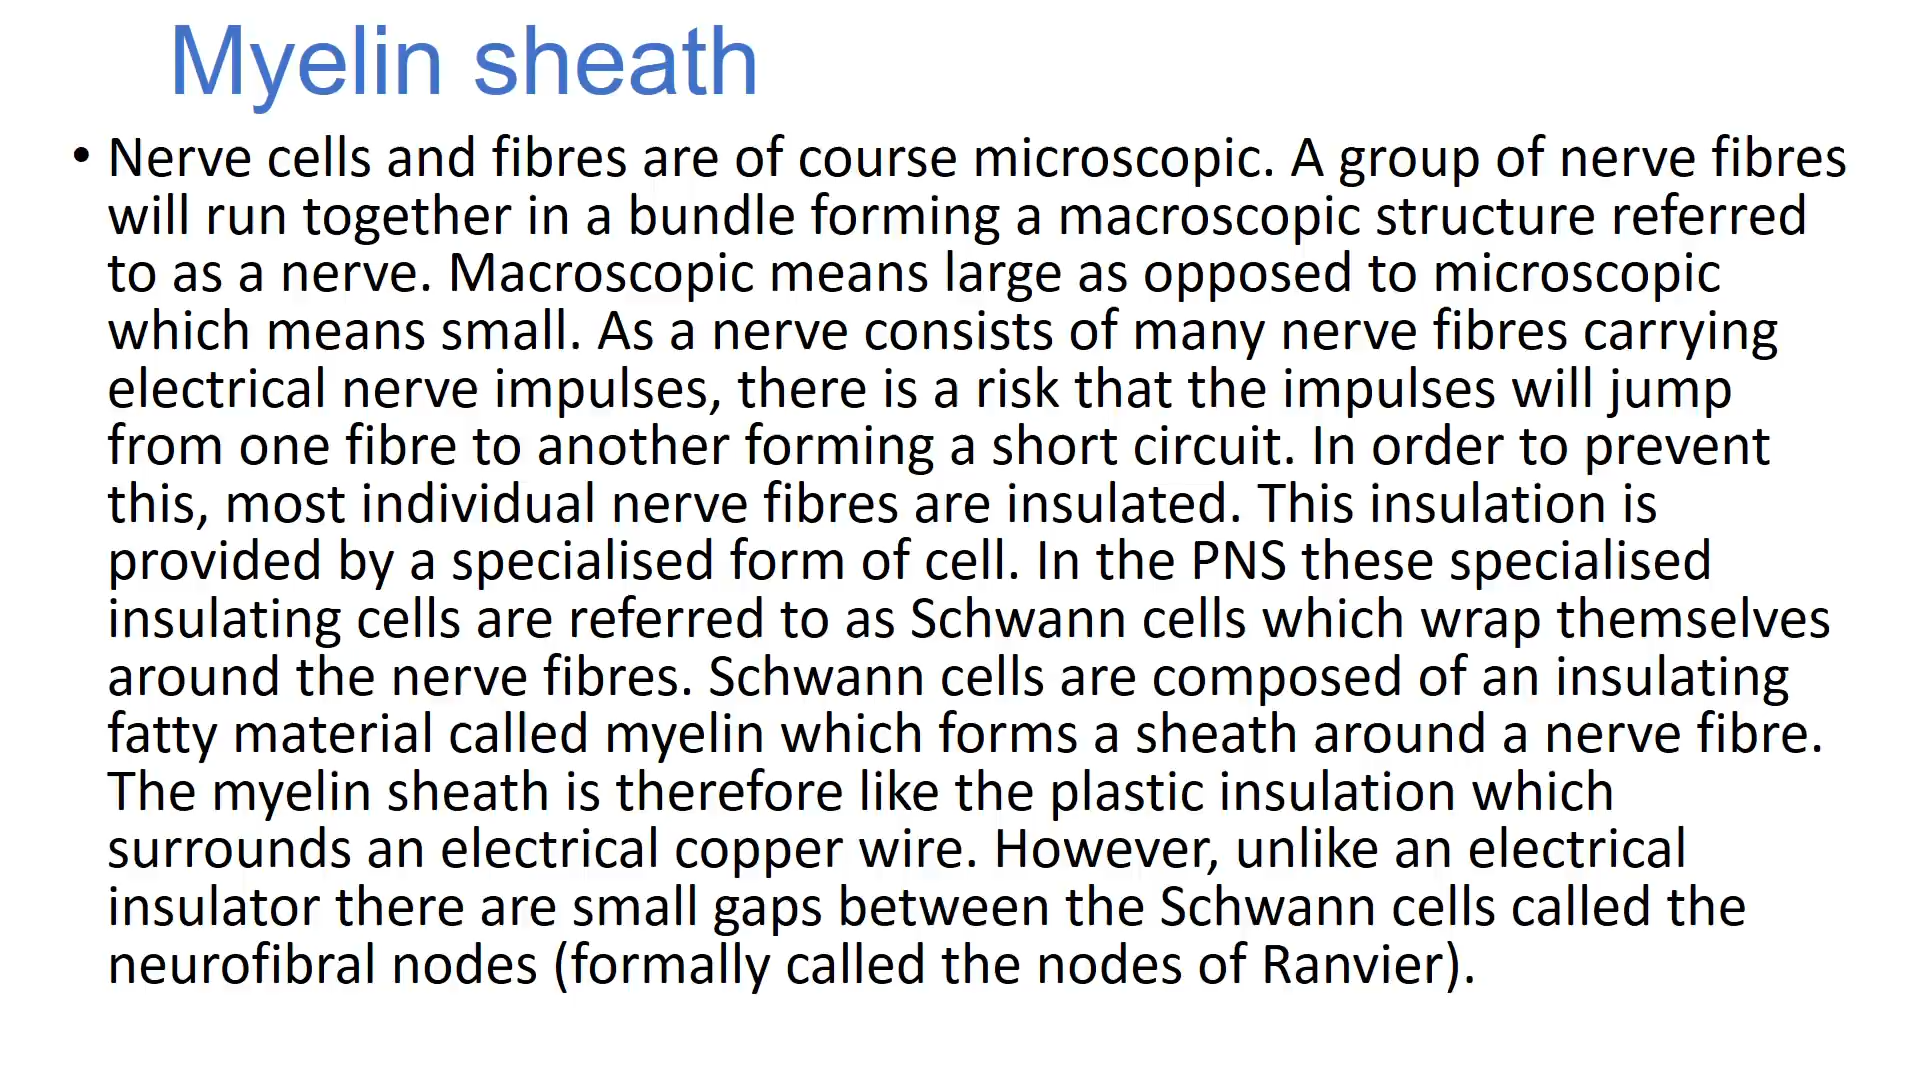 Myelin sheath
• Nerve cells and fibres are of course microscopic. A group of nerve fibres
will run together in a bundle forming a macroscopic structure referred
to as a nerve. Macroscopic means large as opposed to microscopic
which means small. As a nerve consists of many nerve fibres carrying
electrical nerve impulses, there is a risk that the impulses will jump
from one fibre to another forming a short circuit. In order to prevent
this, most individual nerve fibres are insulated. This insulation is
provided by a specialised form of cell. In the PNS these specialised
insulating cells are referred to as Schwann cells which wrap themselves
around the nerve fibres. Schwann cells are composed of an insulating
fatty material called myelin which forms a sheath around a nerve fibre.
The myelin sheath is therefore like the plastic insulation which
surrounds an electrical copper wire. However, unlike an electrical
insulator there are small gaps between the Schwann cells called the
neurofibral nodes (formally called the nodes of Ranvier).